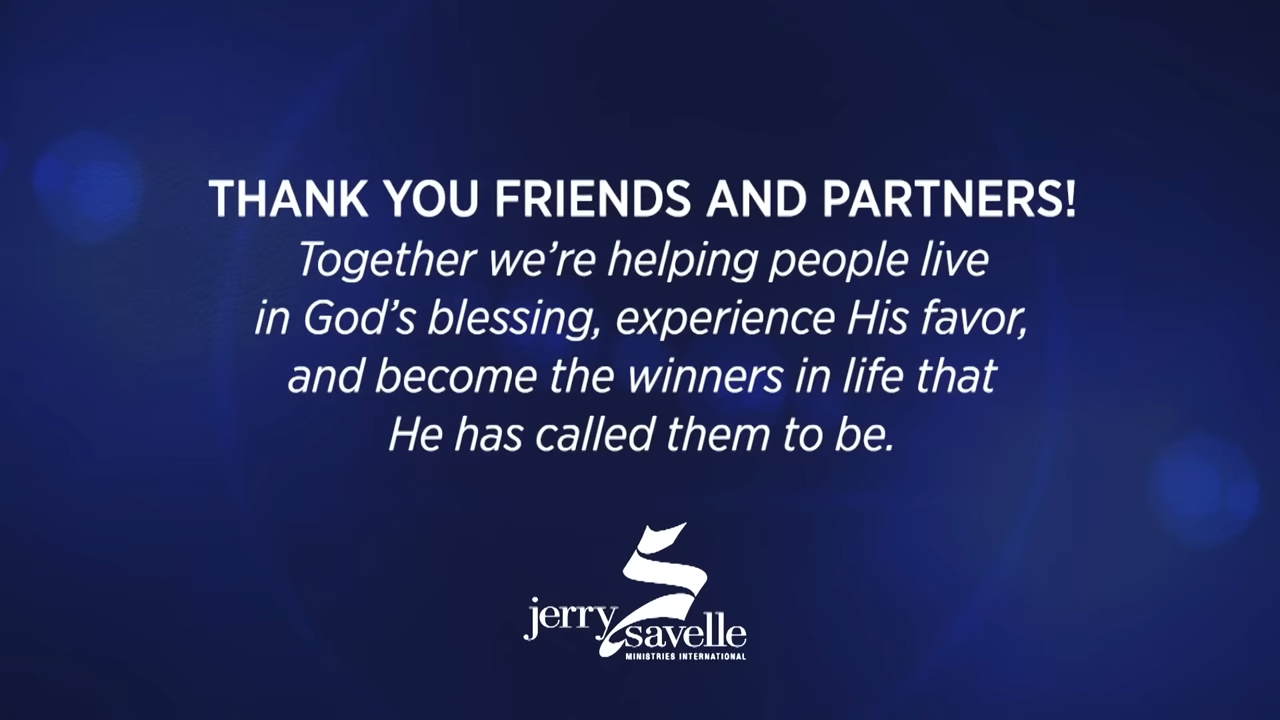 THANK YOU FRIENDS AND PARTNERS!
Together we’re helping people live
in God’s blessing, experience His favor,
and become the winners in life that
He has called them to be.
jerry savelle
MINISTRIES INTERNATIONAL